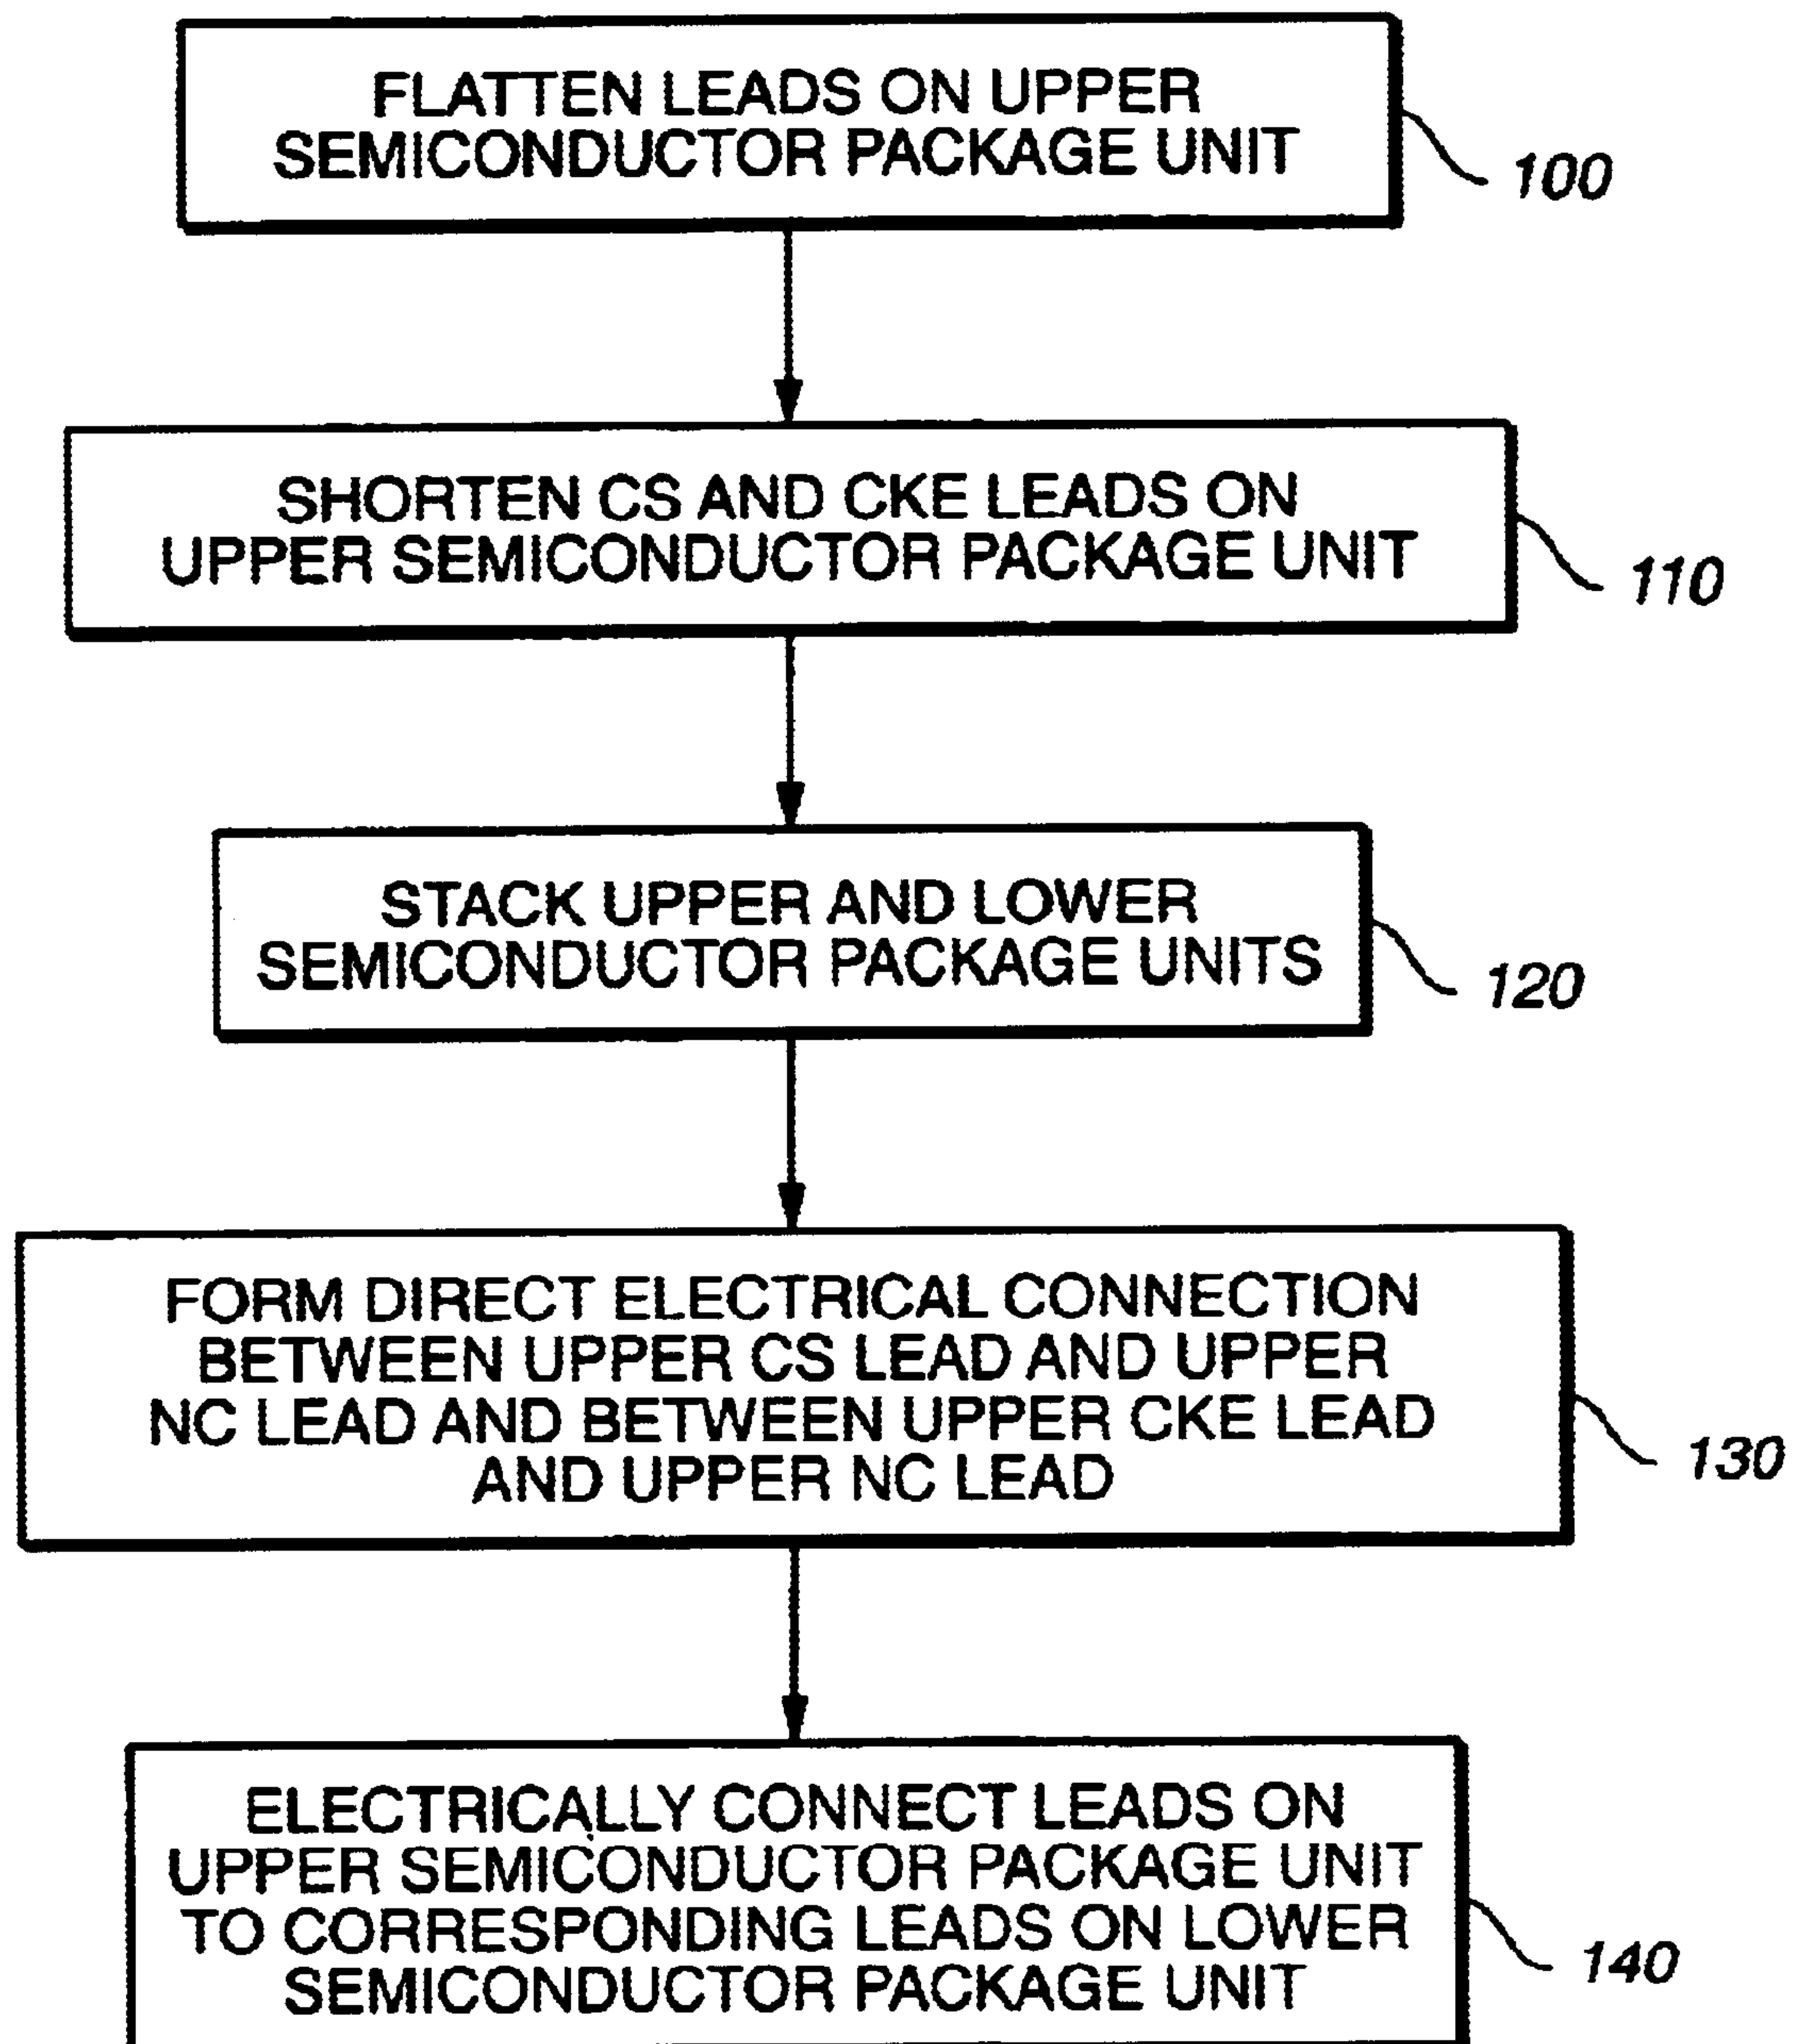 FLATTEN LEADS ON UPPER
SEMICONDUCTOR PACKAGE UNIT
100
SHORTEN CS AND CKE LEADS ON
UPPER SEMICONDUCTOR PACKAGE UNIT
110
STACK UPPER AND LOWER
SEMICONDUCTOR PACKAGE UNITS
120
FORM DIRECT ELECTRICAL CONNECTION
BETWEEN UPPER CS LEAD AND UPPER
NC LEAD AND BETWEEN UPPER CKE LEAD
AND UPPER NC LEAD
130
ELECTRICALLY CONNECT LEADS ON
UPPER SEMICONDUCTOR PACKAGE UNIT
TO CORRESPONDING LEADS ON LOWER
SEMICONDUCTOR PACKAGE UNIT
140